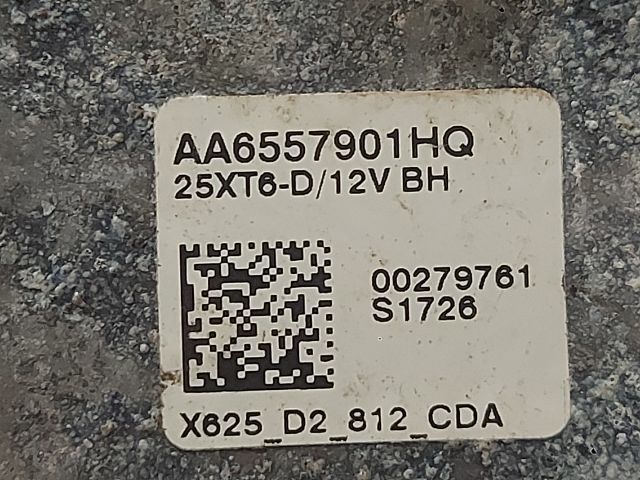 AA6557901HQ
25XT6-D/12V BH
00279761
S1726
X625_D2_812_CDA